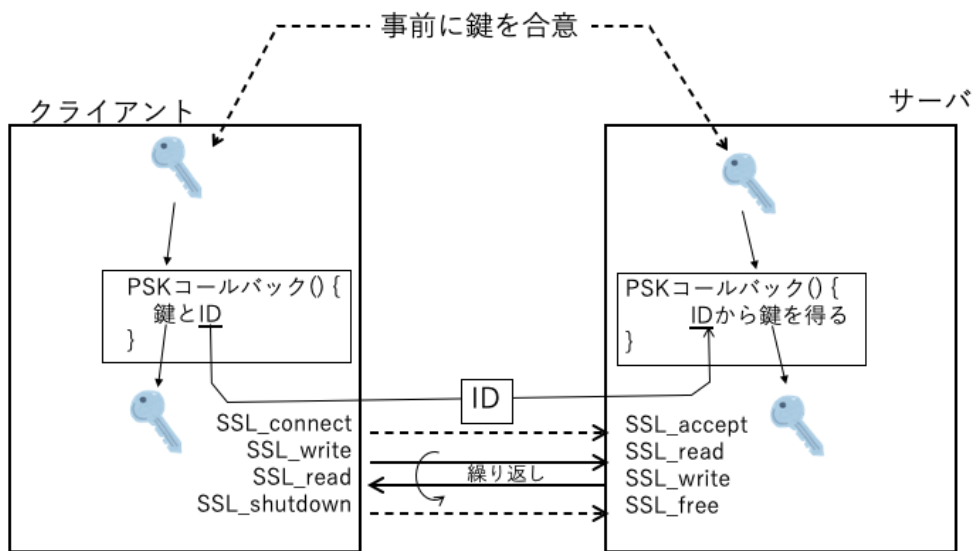 事前に鍵を合意
クライアント
サーバ
PSKコールバック() {
鍵とID
}
PSKコールバック() {
IDから鍵を得る
}
ID
SSL_connect
SSL_write
SSL_read
SSL_shutdown
繰り返し
SSL_accept
SSL_read
SSL_write
SSL_free